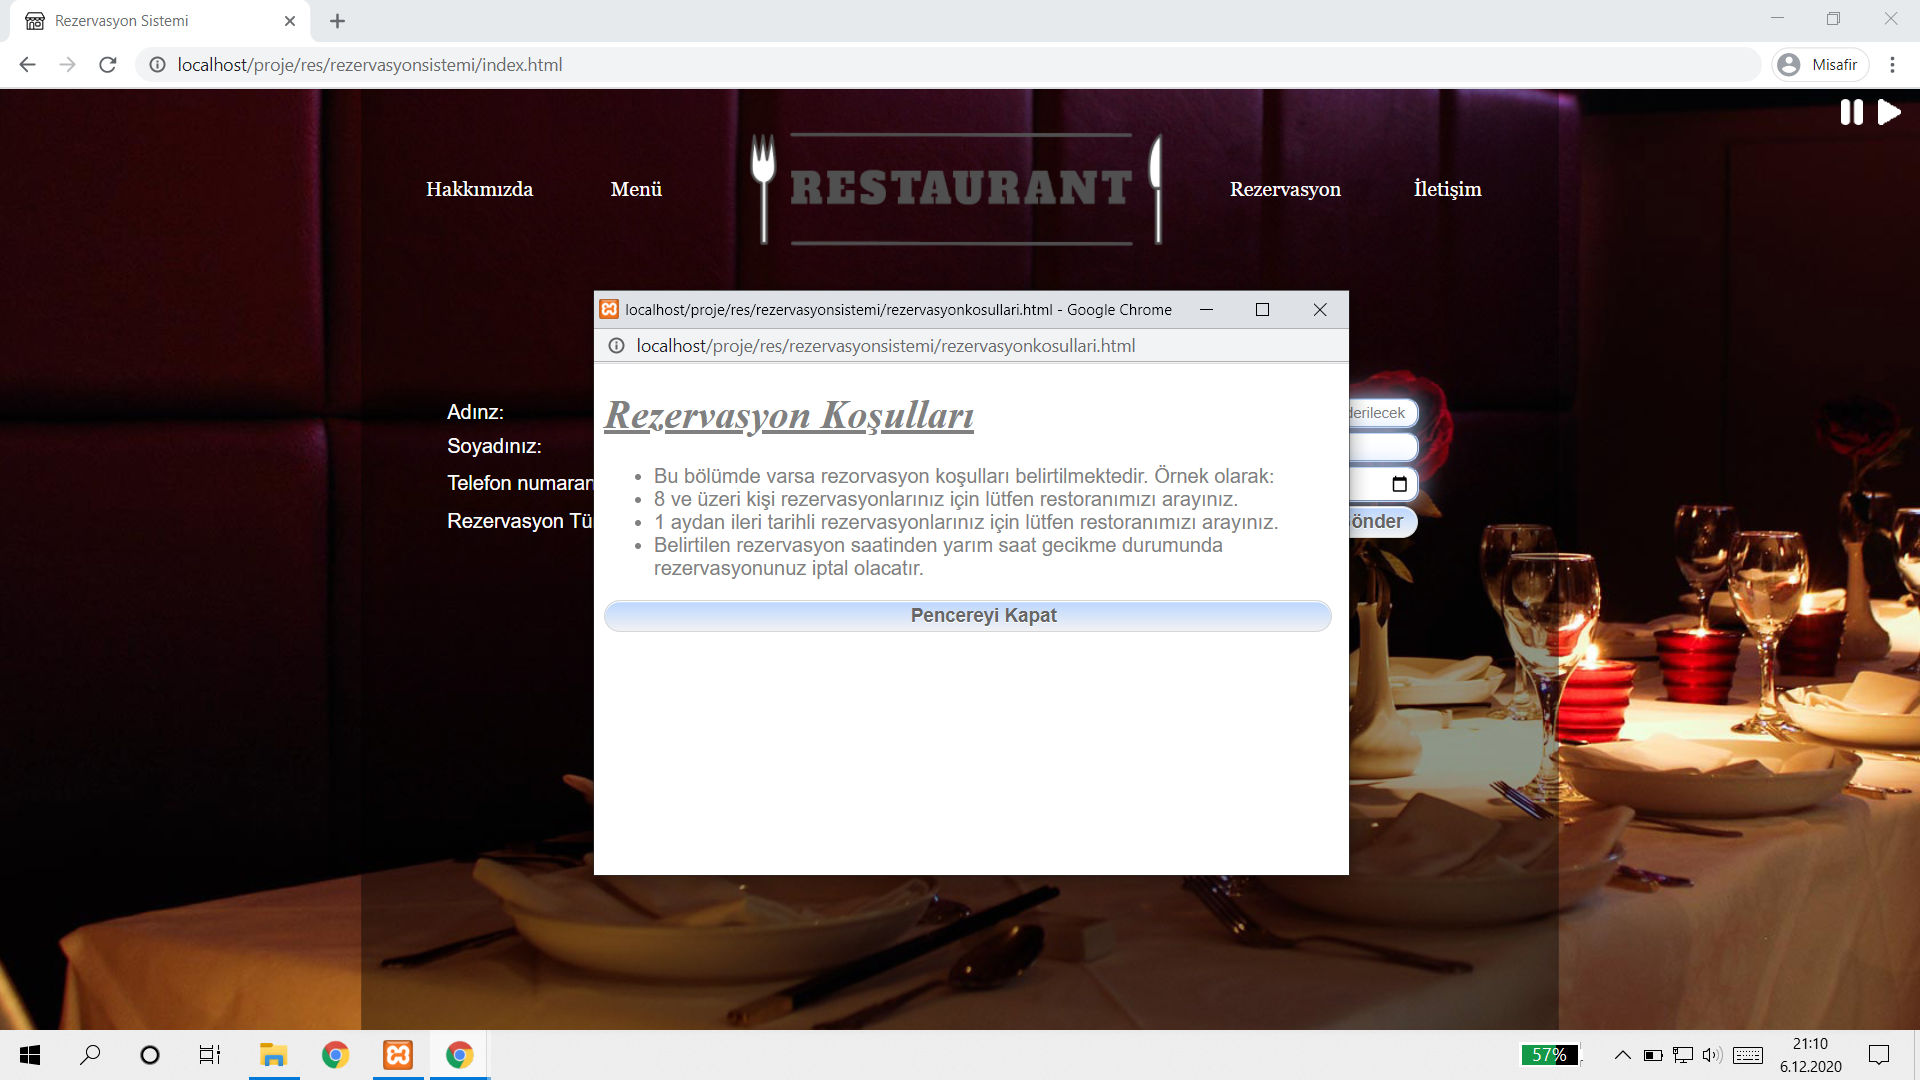 Rezervasyon Sistemi
localhost/proje/res/rezervasyonsistemi/index.html
Misafir
Hakkımızda
Menü
RESTAURANT
Rezervasyon
İletişim
localhost/proje/res/rezervasyonsistemi/rezervasyonkosullari.html - Google Chrome
localhost/proje/res/rezervasyonsistemi/rezervasyonkosullari.html
Rezervasyon Koşulları
Bu bölümde varsa rezorvasyon koşulları belirtilmektedir. Örnek olarak:
8 ve üzeri kişi rezervasyonlarınız için lütfen restoranımızı arayınız.
1 aydan ileri tarihli rezervasyonlarınız için lütfen restoranımızı arayınız.
Belirtilen rezervasyon saatinden yarım saat gecikme durumunda
rezervasyonunuz iptal olacatır.
Pencereyi Kapat
Adınz:
Soyadınız:
Telefon numaran
Rezervasyon Tü
derilecek
önder
57%
21:10
6.12.2020